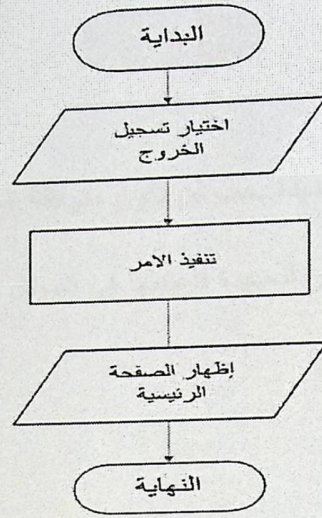 البداية
اختيار تسجيل
الخروج
تنفيذ الامر
إظهار الصفحة
الرئيسية
النهاية